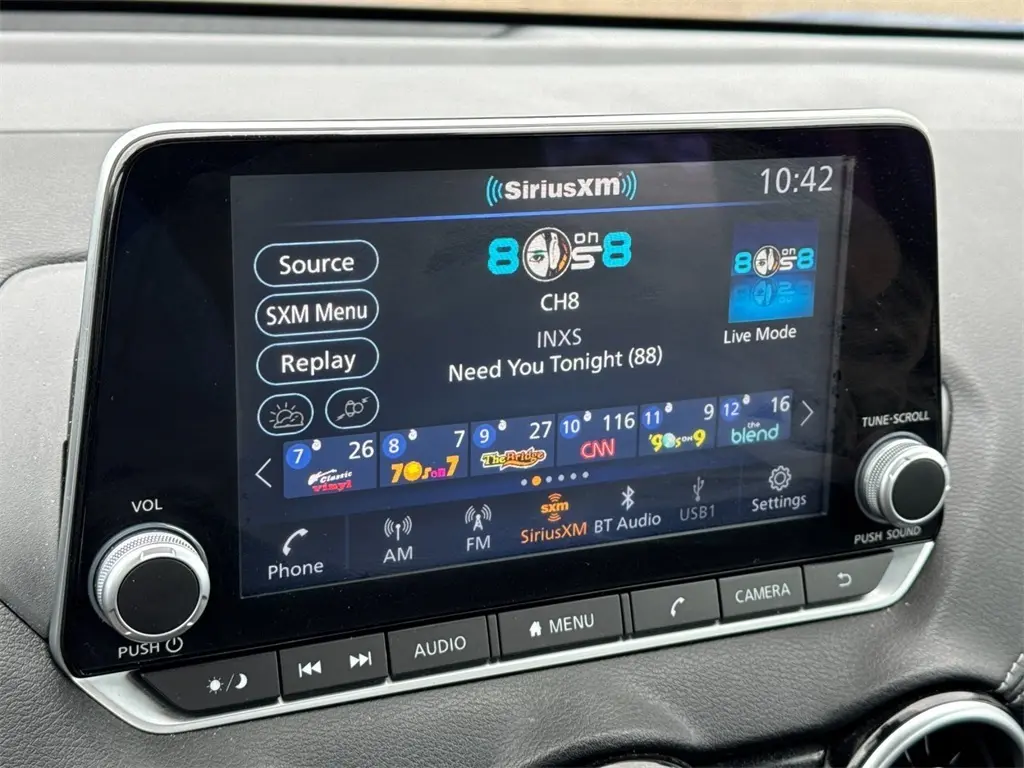 SiriusXM
10:42
Source
SXM Menu
Replay
8on8
CH8
INXS
Need You Tonight (88)
8on8
Live Mode
7 26 Classic vinyl
8 7 70s on 7
9 27 The Bridge
10 116 CNN
11 9 90s on 9
12 16 the blend
Phone
AM
FM
sxm
SiriusXM
BT Audio
USB1
Settings
VOL
PUSH
TUNE·SCROLL
PUSH SOUND
AUDIO
MENU
CAMERA